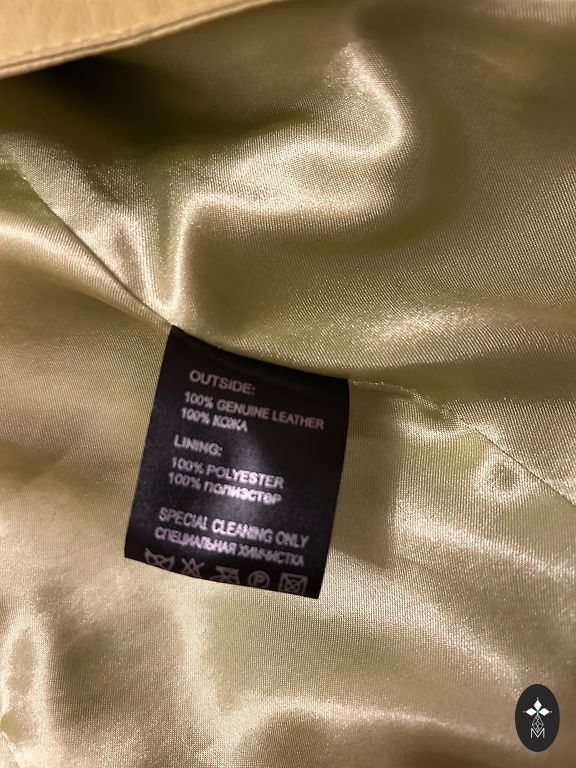 OUTSIDE:
100% GENUINE LEATHER
100% КОЖА
LINING:
100% POLYESTER
100% ПОЛИЭСТЕР
SPECIAL CLEANING ONLY
СПЕЦИАЛЬНАЯ ХИМЧИСТКА
P
M